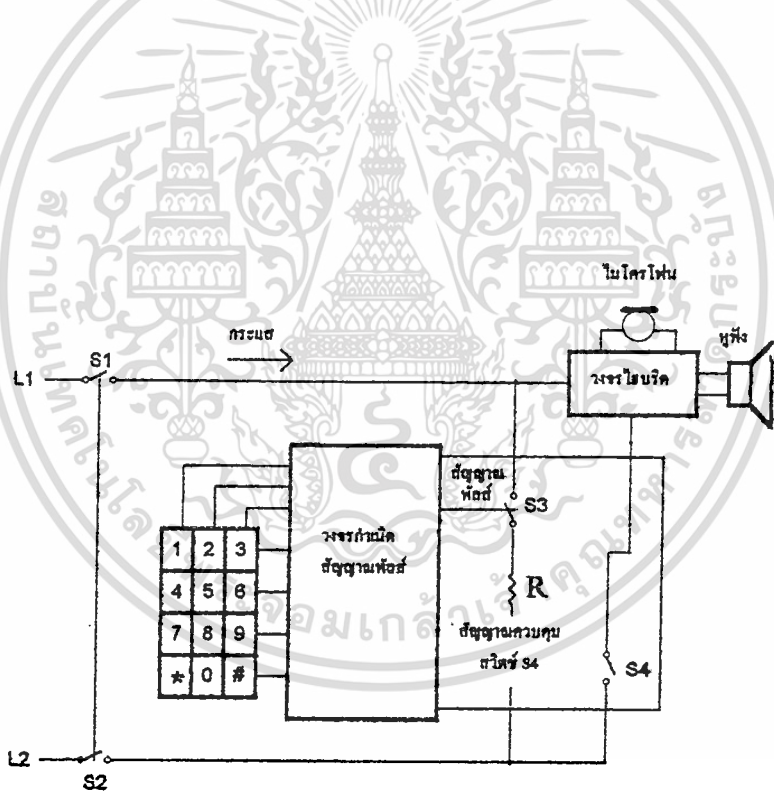 ไมโครโฟน
หูฟัง
กระแส
S1
L1
วงจรไฮบริด
สัญญาณ
พัลส์
S3
วงจรกำเนิด
สัญญาณพัลส์
1 2 3
4 5 6
7 8 9
* 0 #
R
สัญญาณควบคุม
สวิตช์ S4
S4
L2
S2